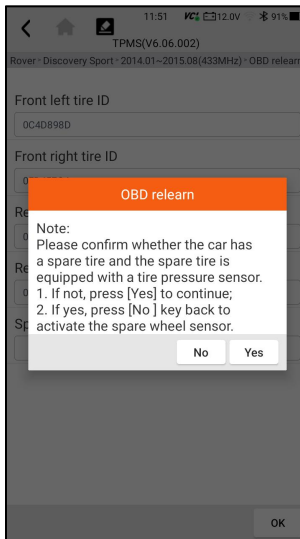 11:51 VCI 12.0V 91%
TPMS(V6.06.002)
Rover > Discovery Sport > 2014.01~2015.08(433MHz) > OBD relearn
Front left tire ID
0C4D898D
Front right tire ID
OBD relearn
Note:
Please confirm whether the car has
a spare tire and the spare tire is
equipped with a tire pressure sensor.
1. If not, press [Yes] to continue;
2. If yes, press [No ] key back to
activate the spare wheel sensor.
No Yes
OK